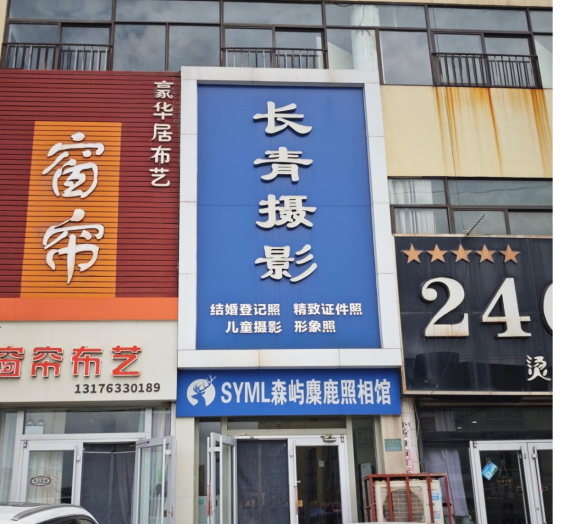 豪华居布艺
窗帘
窗帘布艺
13176330189
长青摄影
结婚登记照 精致证件照
儿童摄影 形象照
SYML森屿麋鹿照相馆
240
烫